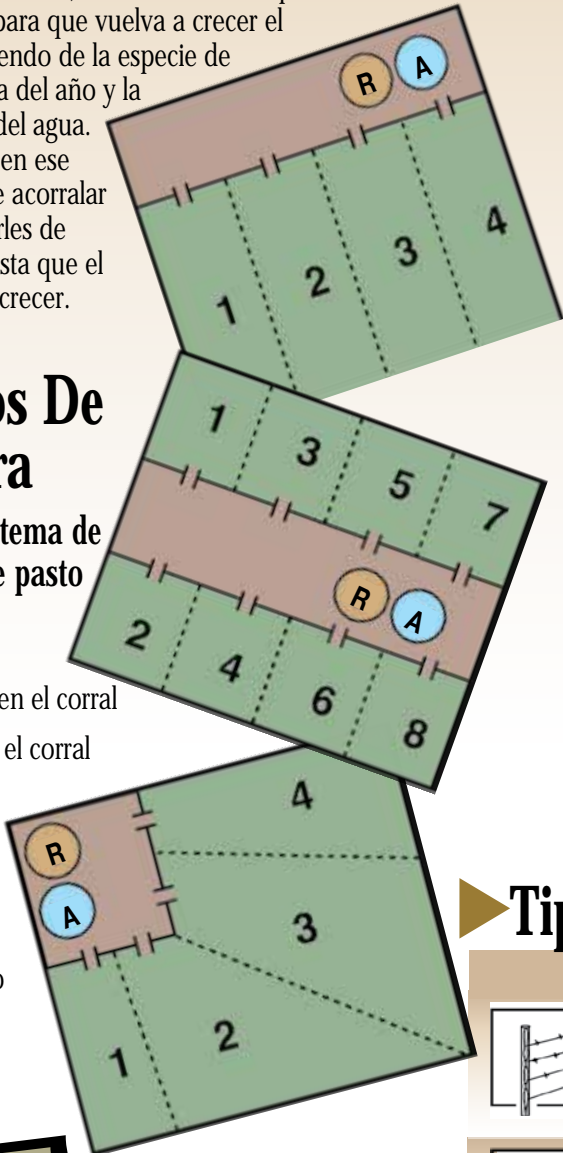 para que vuelva a crecer el
endo de la especie de
a del año y la
del agua.
en ese
e acorralar
rles de
sta que el
crecer.
R A
1 2 3 4
os De
ra
tema de
e pasto
1 3 5 7
R A
2 4 6 8
en el corral
el corral
4
R
A
3
o
2
1
Tip